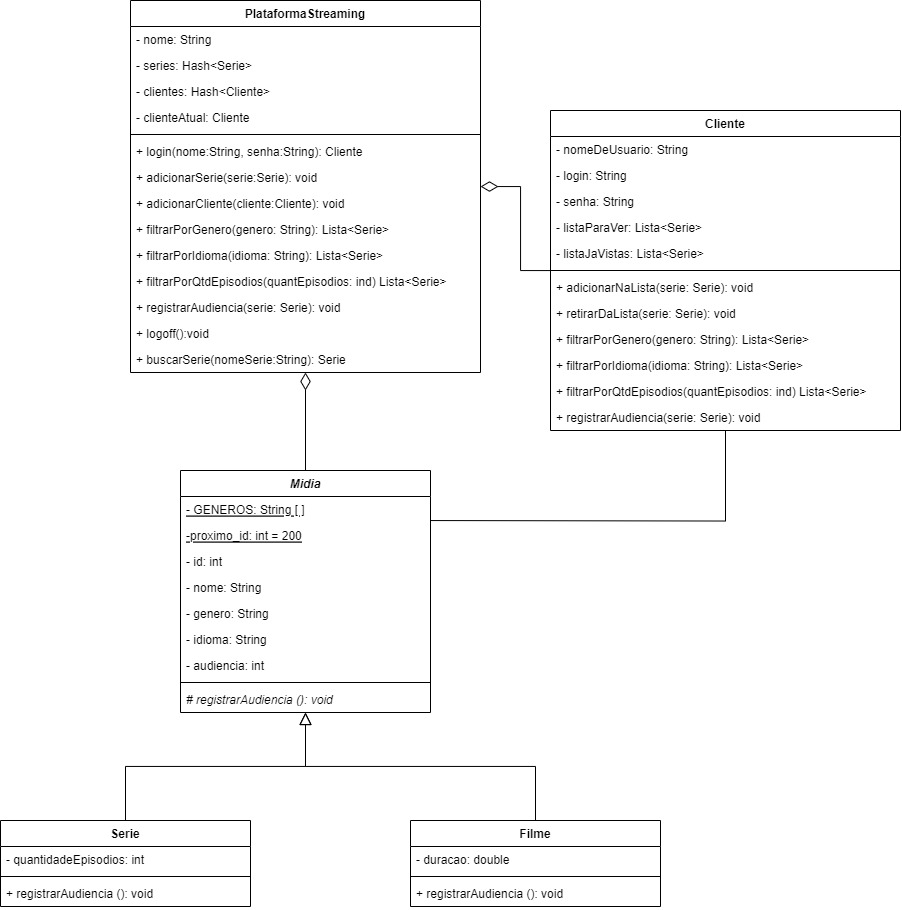 PlataformaStreaming
- nome: String
- series: Hash<Serie>
- clientes: Hash<Cliente>
- clienteAtual: Cliente
+ login(nome:String, senha:String): Cliente
+ adicionarSerie(serie:Serie): void
+ adicionarCliente(cliente:Cliente): void
+ filtrarPorGenero(genero: String): Lista<Serie>
+ filtrarPorIdioma(idioma: String): Lista<Serie>
+ filtrarPorQtdEpisodios(quantEpisodios: ind) Lista<Serie>
+ registrarAudiencia(serie: Serie): void
+ logoff():void
+ buscarSerie(nomeSerie:String): Serie
Cliente
- nomeDeUsuario: String
- login: String
- senha: String
- listaParaVer: Lista<Serie>
- listaJaVistas: Lista<Serie>
+ adicionarNaLista(serie: Serie): void
+ retirarDaLista(serie: Serie): void
+ filtrarPorGenero(genero: String): Lista<Serie>
+ filtrarPorIdioma(idioma: String): Lista<Serie>
+ filtrarPorQtdEpisodios(quantEpisodios: ind) Lista<Serie>
+ registrarAudiencia(serie: Serie): void
Midia
- GENEROS: String [ ]
-proximo_id: int = 200
- id: int
- nome: String
- genero: String
- idioma: String
- audiencia: int
# registrarAudiencia (): void
Serie
- quantidadeEpisodios: int
+ registrarAudiencia (): void
Filme
- duracao: double
+ registrarAudiencia (): void